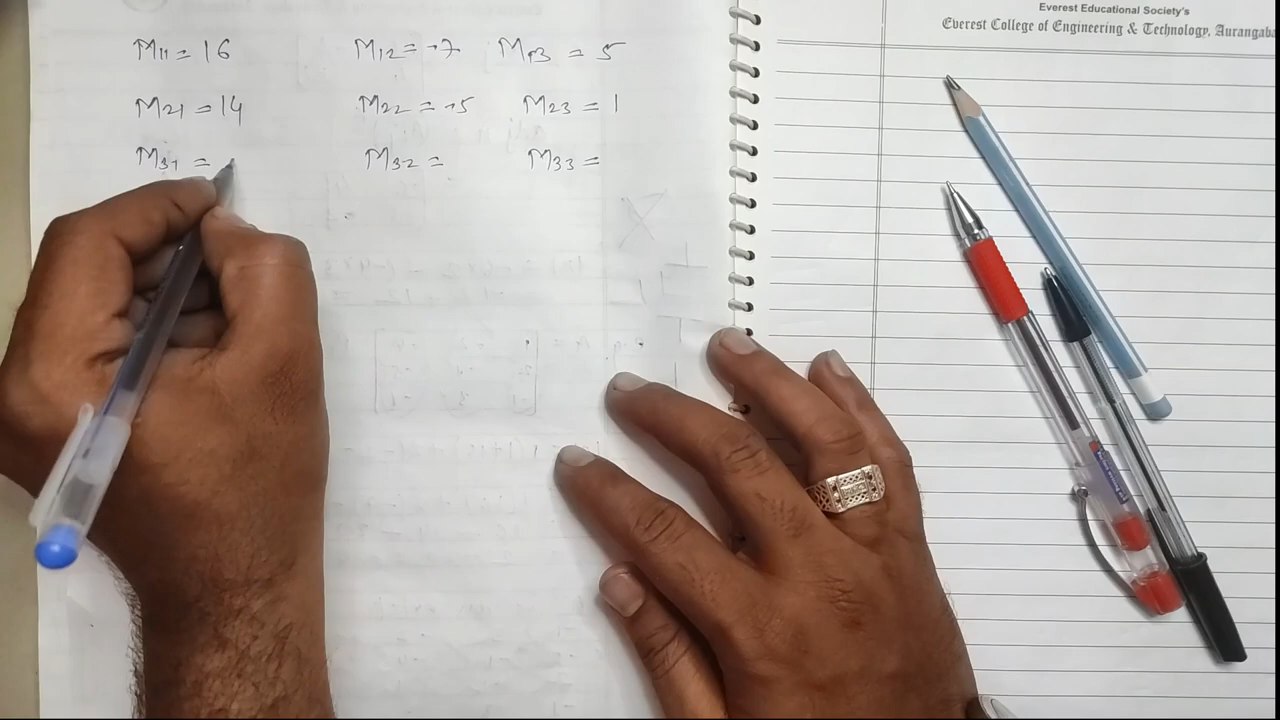 Everest Educational Society's
Everest College of Engineering & Technology, Auranga
M11 = 16 M12 = -7 M13 = 5
M21 = 14 M22 = -5 M23 = 1
M31 = M32 = M33 =